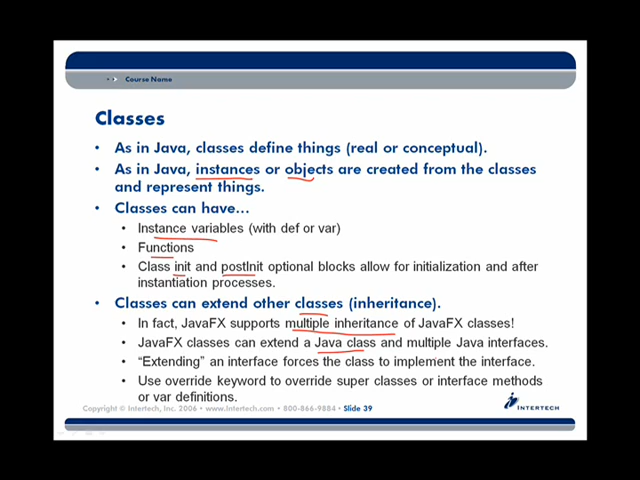 Course Name
Classes
• As in Java, classes define things (real or conceptual).
• As in Java, instances or objects are created from the classes
and represent things.
• Classes can have…
• Instance variables (with def or var)
• Functions
• Class init and postInit optional blocks allow for initialization and after
instantiation processes.
• Classes can extend other classes (inheritance).
• In fact, JavaFX supports multiple inheritance of JavaFX classes!
• JavaFX classes can extend a Java class and multiple Java interfaces.
• “Extending” an interface forces the class to implement the interface.
• Use override keyword to override super classes or interface methods
or var definitions.
Copyright © Intertech, Inc. 2006 • www.Intertech.com • 800-866-9884 • Slide 39
INTERTECH